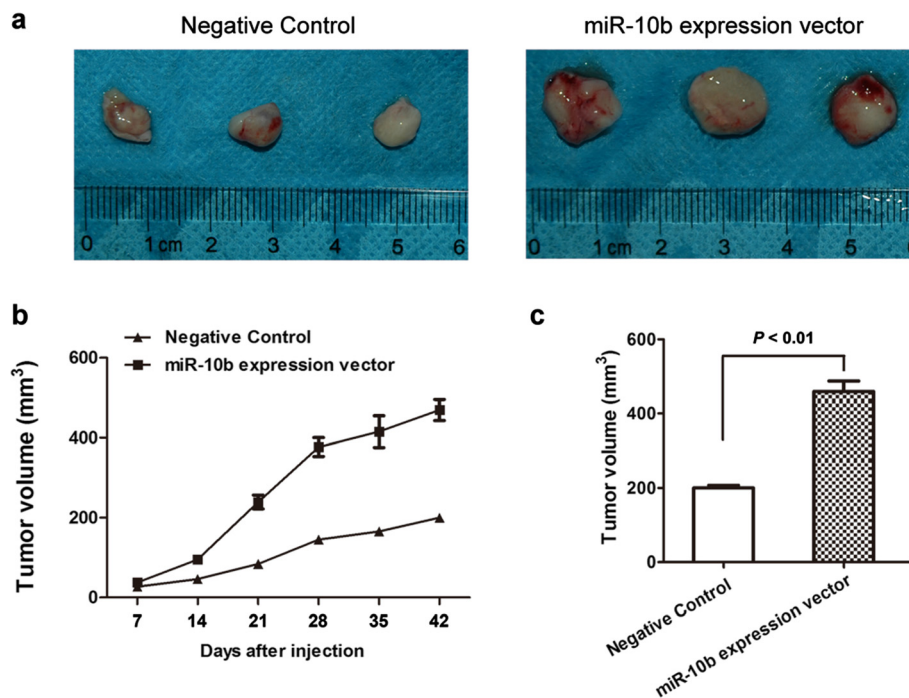 a
Negative Control
miR-10b expression vector
0 1 cm 2 3 4 5 6
0 1 cm 2 3 4 5
b
Negative Control
miR-10b expression vector
Tumor volume (mm³)
600
400
200
0
7 14 21 28 35 42
Days after injection
c
P < 0.01
Tumor volume (mm³)
600
400
200
0
Negative Control
miR-10b expression vector